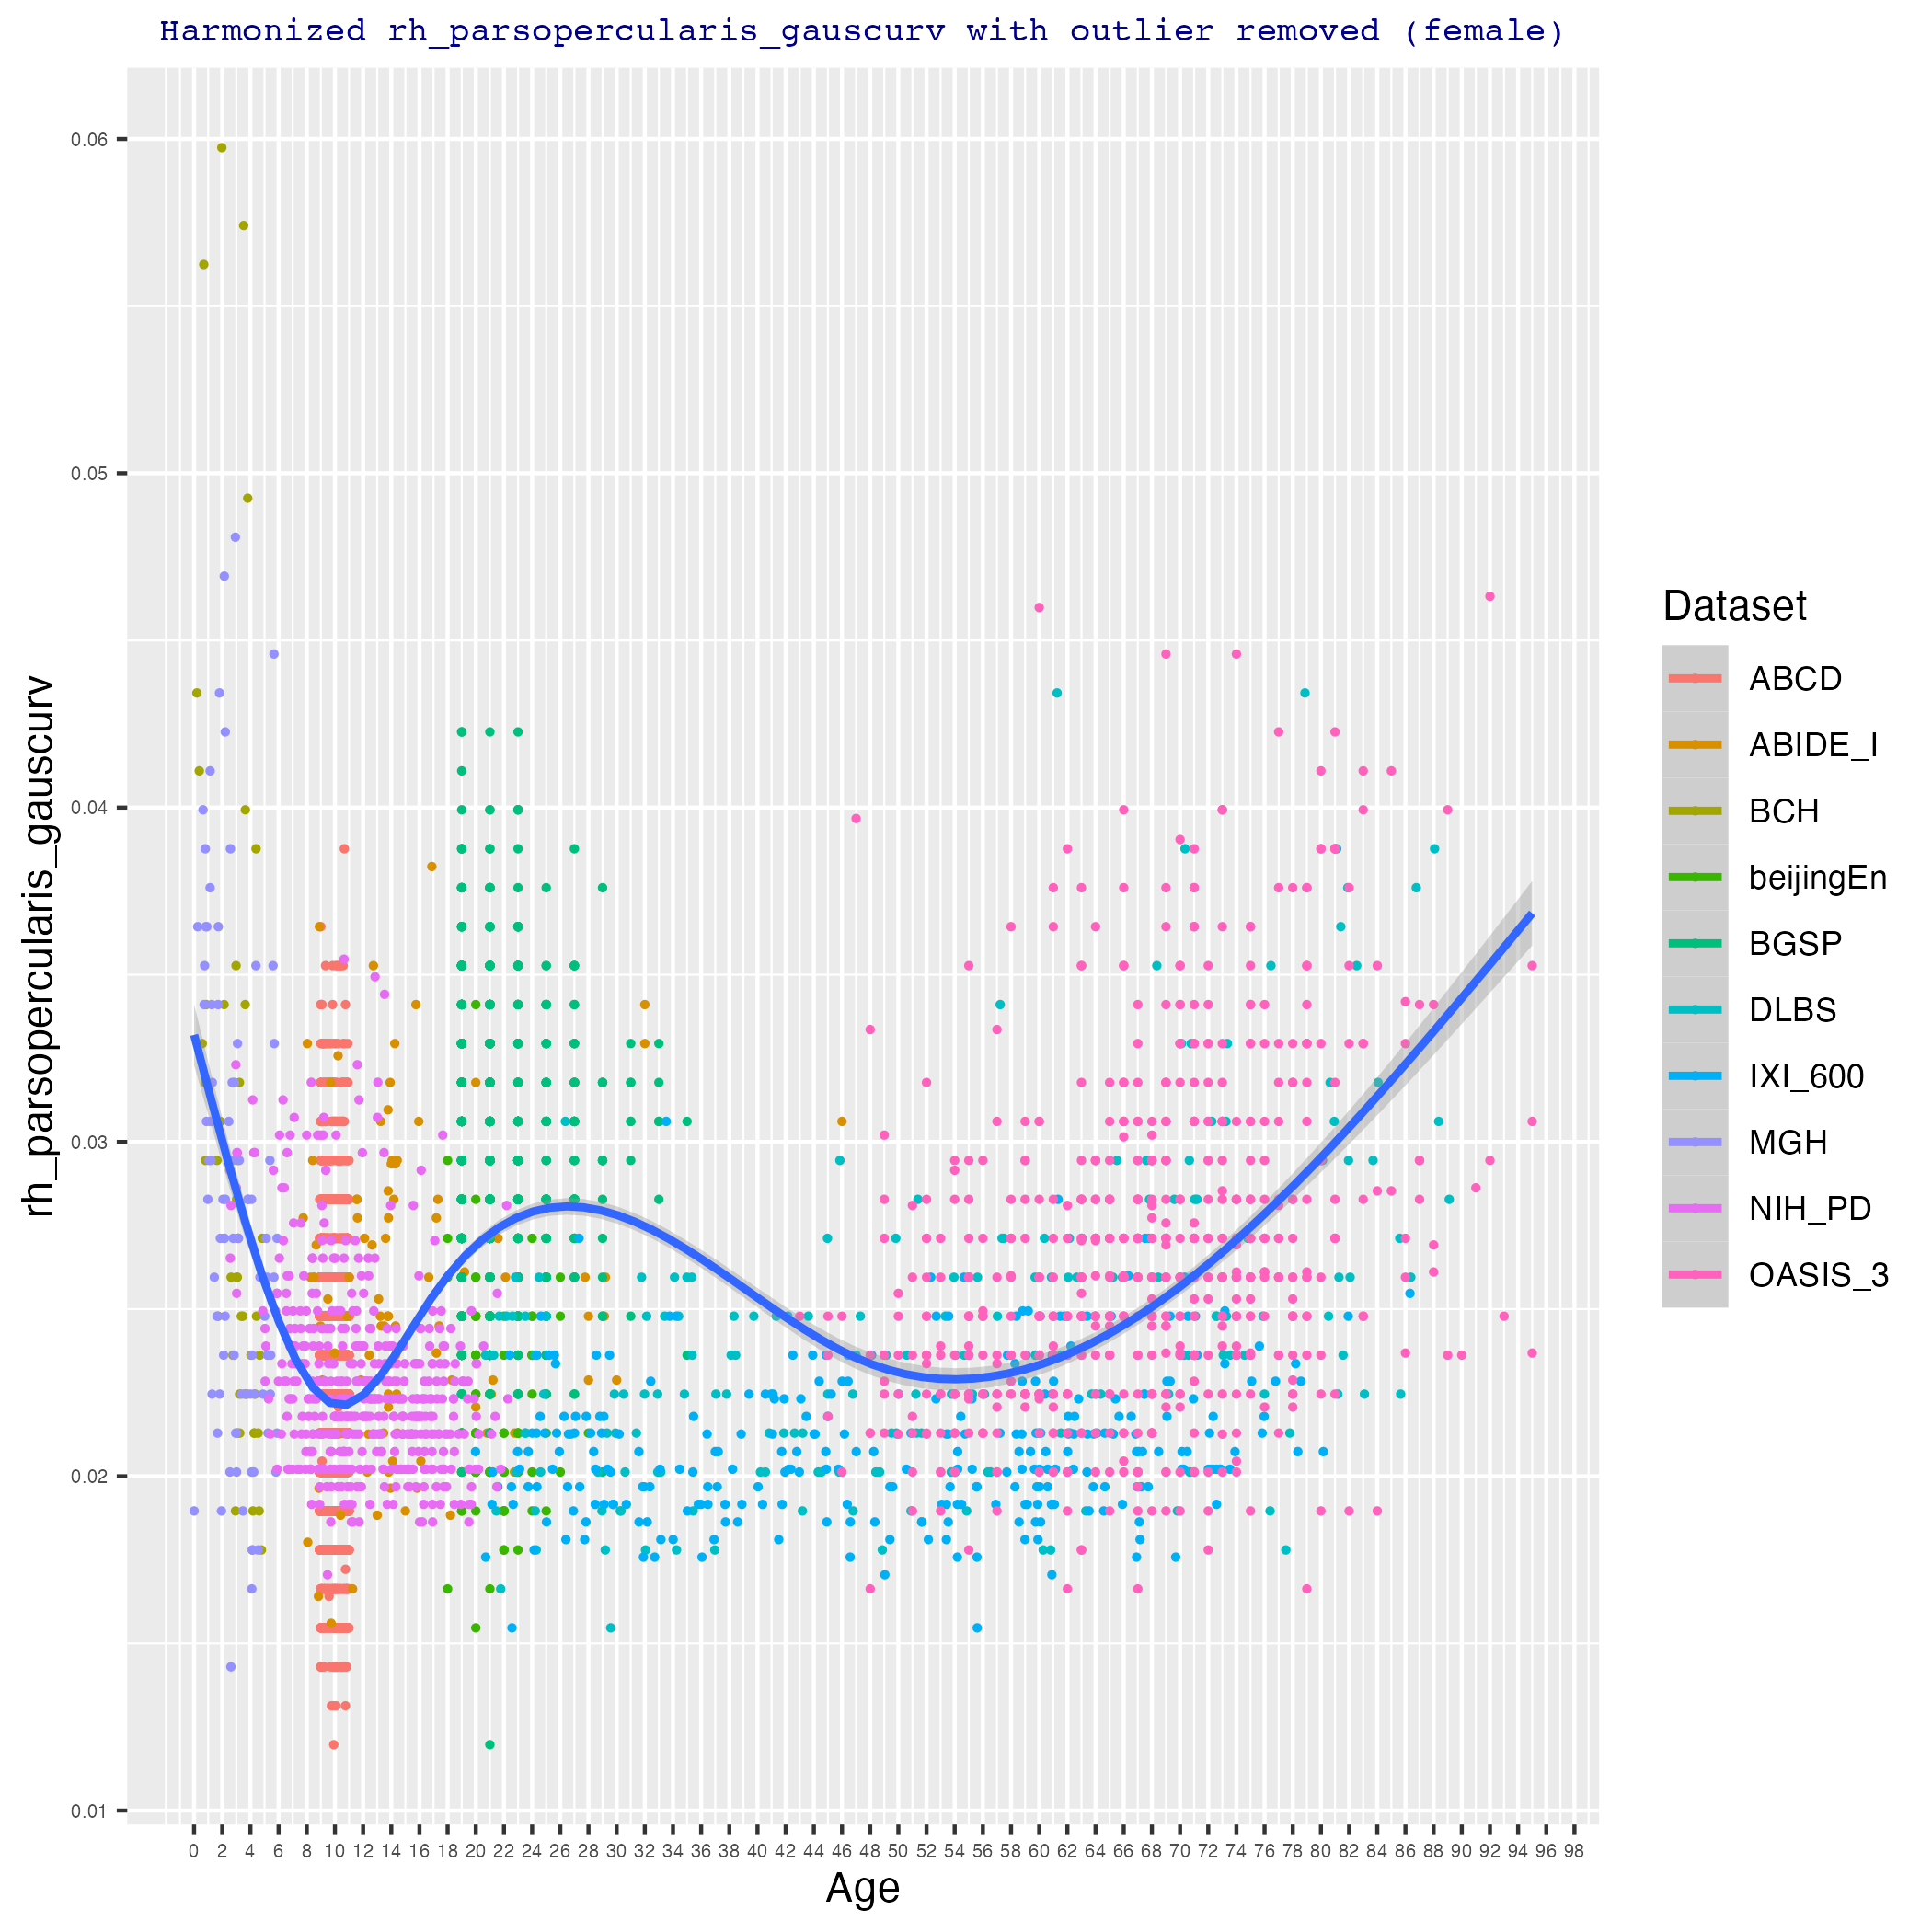 Harmonized rh_parsopercularis_gauscurv with outlier removed (female)
rh_parsopercularis_gauscurv
0.06
0.05
0.04
0.03
0.02
0.01
0 2 4 6 8 10 12 14 16 18 20 22 24 26 28 30 32 34 36 38 40 42 44 46 48 50 52 54 56 58 60 62 64 66 68 70 72 74 76 78 80 82 84 86 88 90 92 94 96 98
Age
Dataset
ABCD
ABIDE_I
BCH
beijingEn
BGSP
DLBS
IXI_600
MGH
NIH_PD
OASIS_3